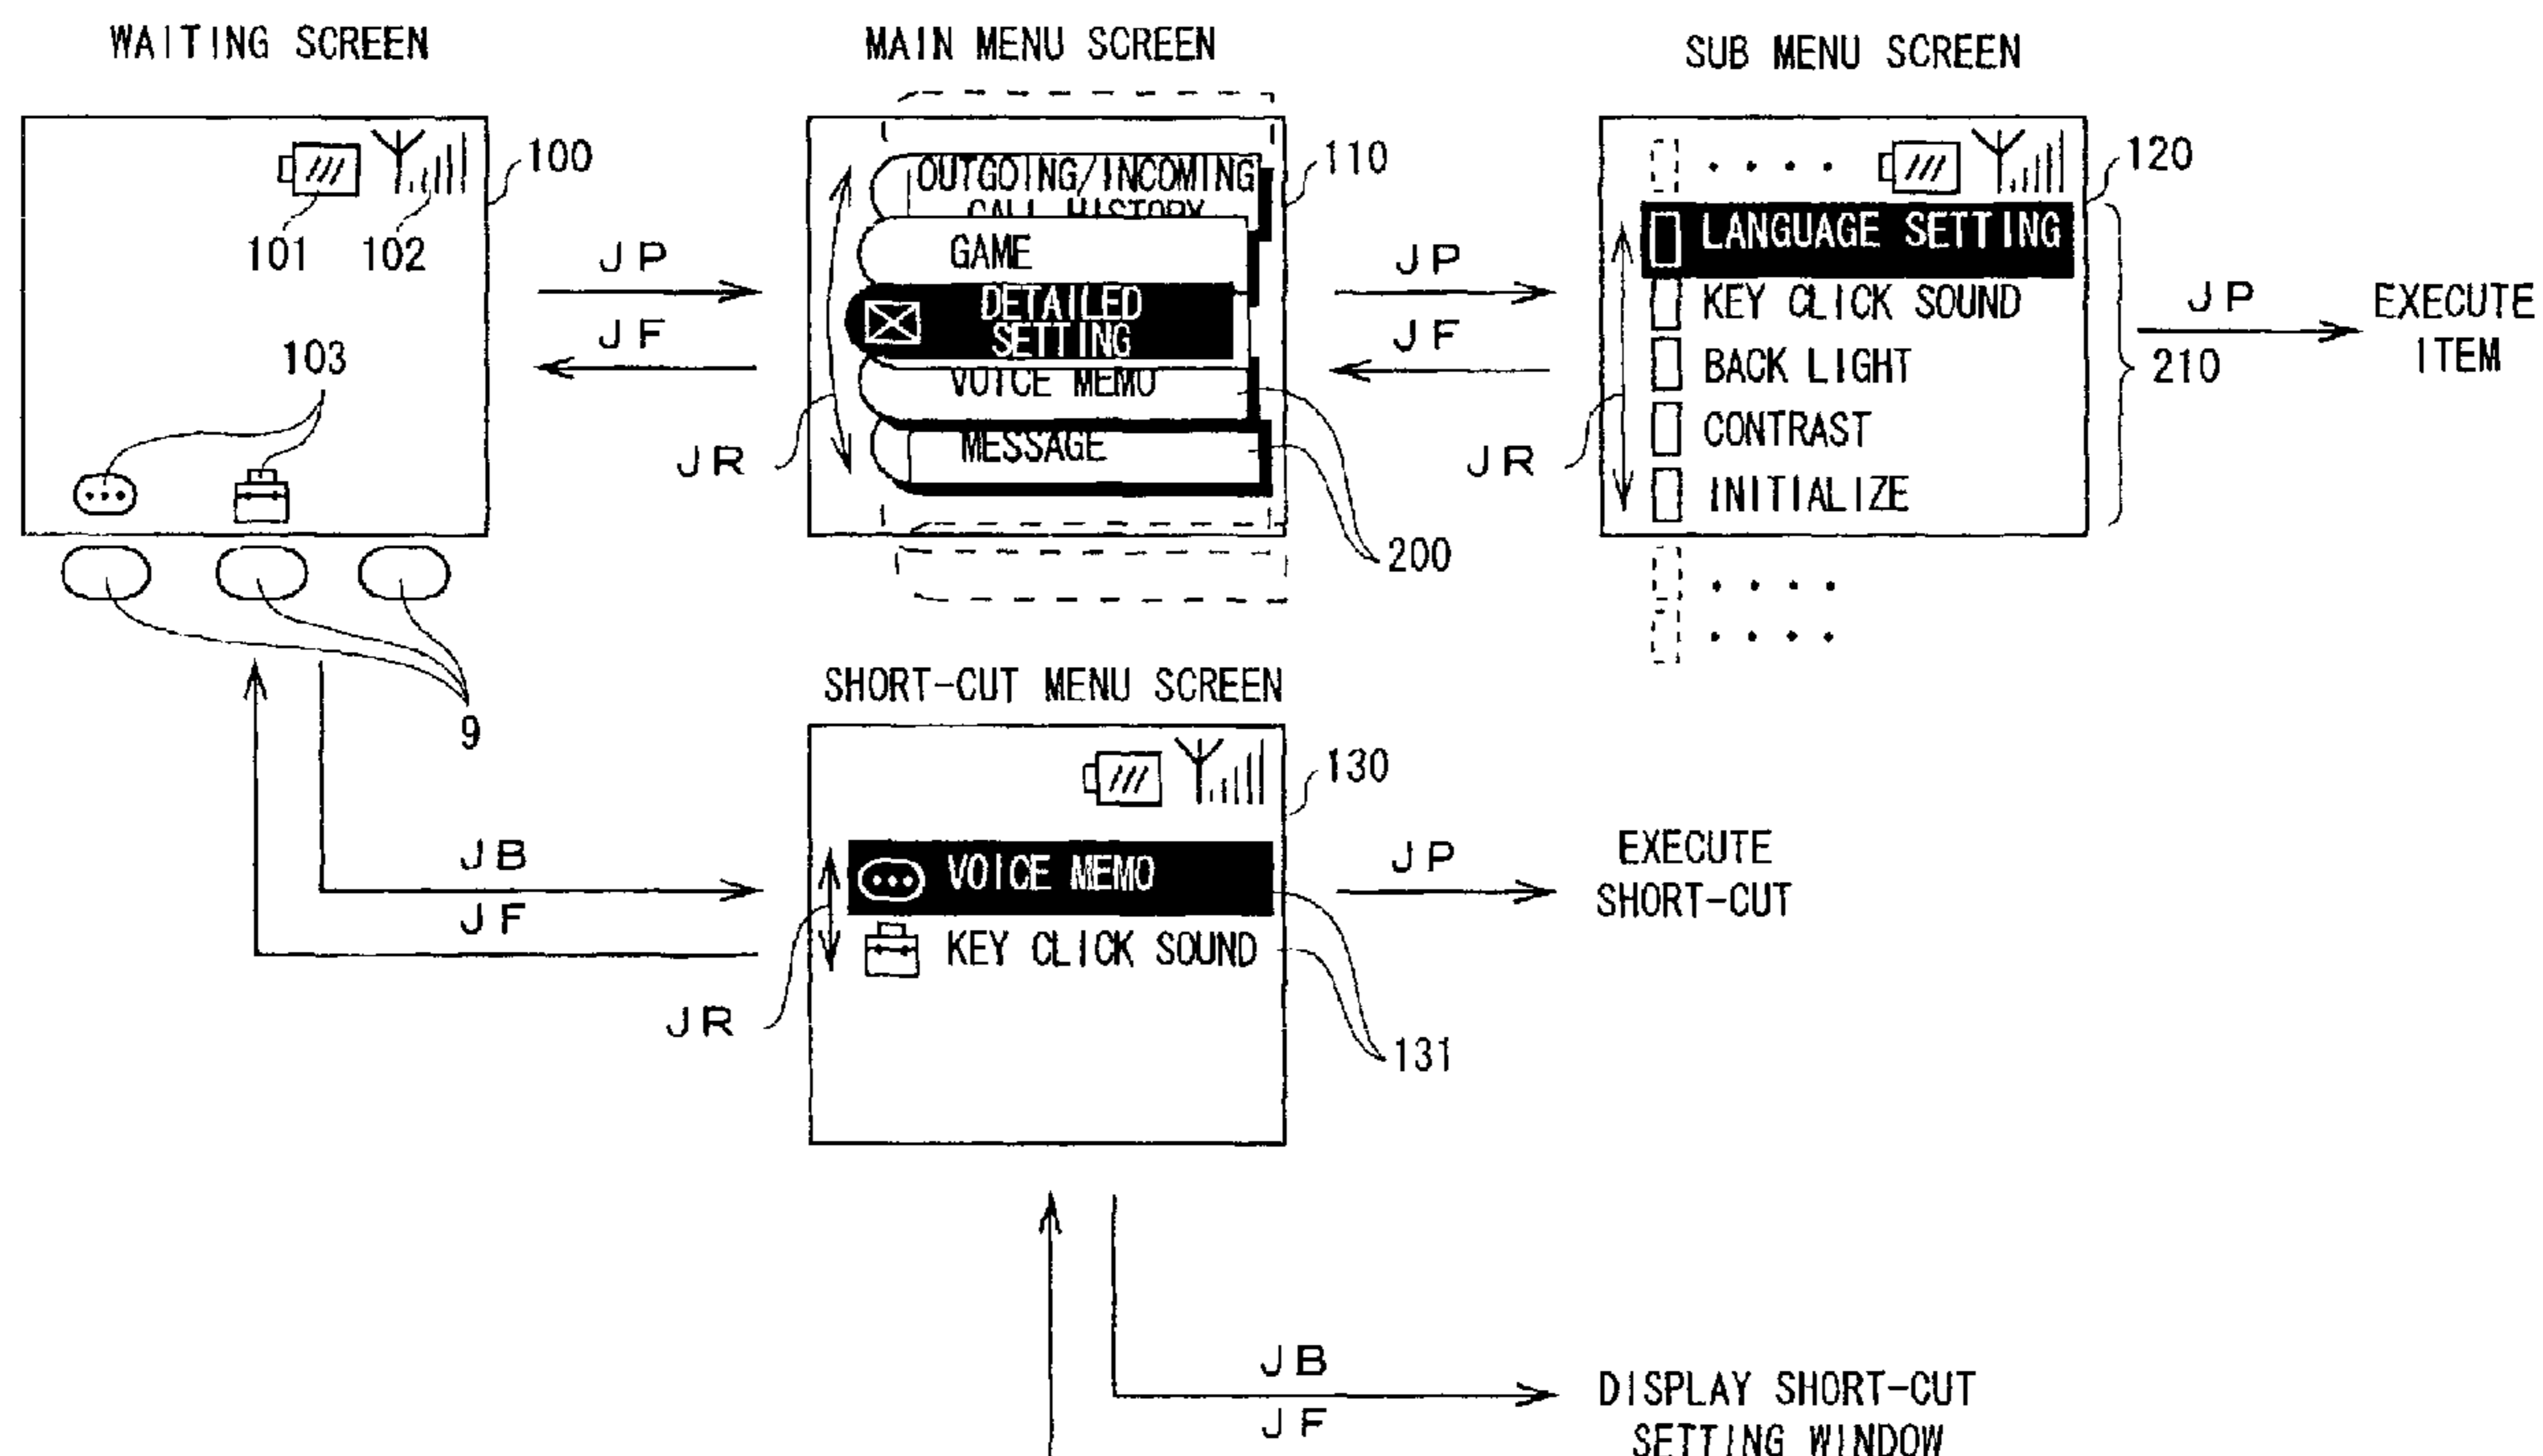 WAITING SCREEN
100
101
102
103
9
JP
JF
MAIN MENU SCREEN
110
OUTGOING/INCOMING
CALL HISTORY
GAME
DETAILED
SETTING
VOICE MEMO
MESSAGE
JR
200
JP
JF
SUB MENU SCREEN
120
LANGUAGE SETTING
KEY CLICK SOUND
BACK LIGHT
CONTRAST
INITIALIZE
JR
210
JP
EXECUTE
ITEM
SHORT-CUT MENU SCREEN
130
JB
JF
VOICE MEMO
KEY CLICK SOUND
JR
131
JP
EXECUTE
SHORT-CUT
JB
JF
DISPLAY SHORT-CUT
SETTING WINDOW